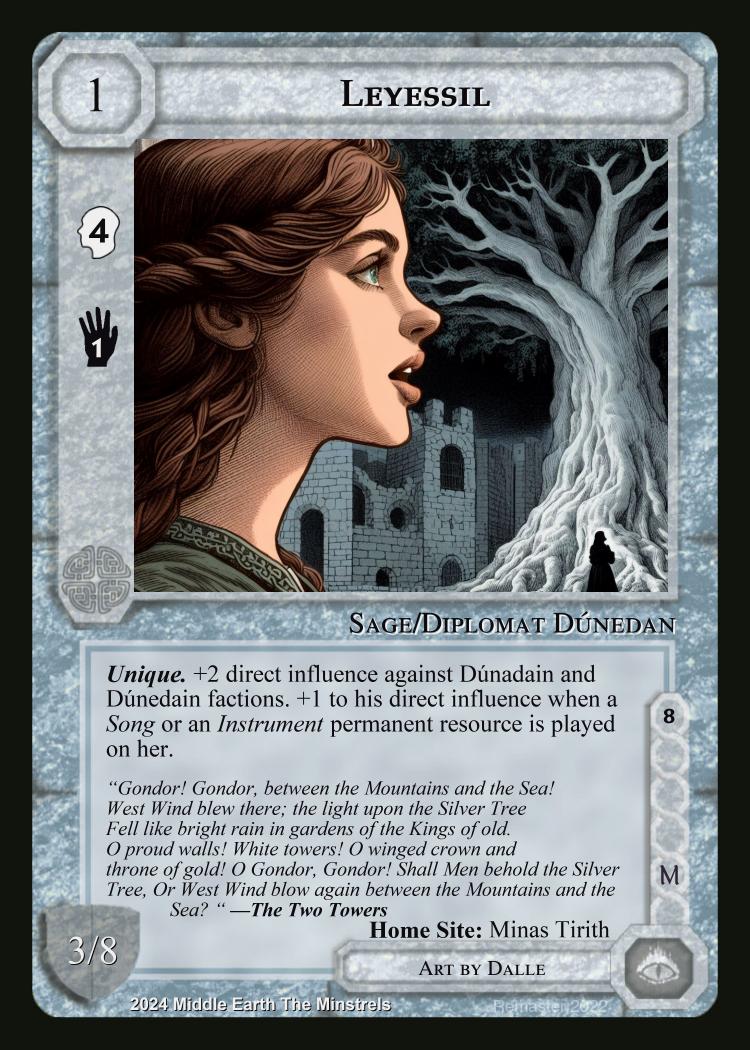 1
Leyessil
4
1
Sage/Diplomat Dúnedan
Unique. +2 direct influence against Dúnadain and
Dúnedain factions. +1 to his direct influence when a
Song or an Instrument permanent resource is played
on her.
8
“Gondor! Gondor, between the Mountains and the Sea!
West Wind blew there; the light upon the Silver Tree
Fell like bright rain in gardens of the Kings of old.
O proud walls! White towers! O winged crown and
throne of gold! O Gondor, Gondor! Shall Men behold the Silver
Tree, Or West Wind blow again between the Mountains and the
Sea? “ —The Two Towers
M
Home Site: Minas Tirith
3/8
Art by Dalle
2024 Middle Earth The Minstrels
Remaster 2022